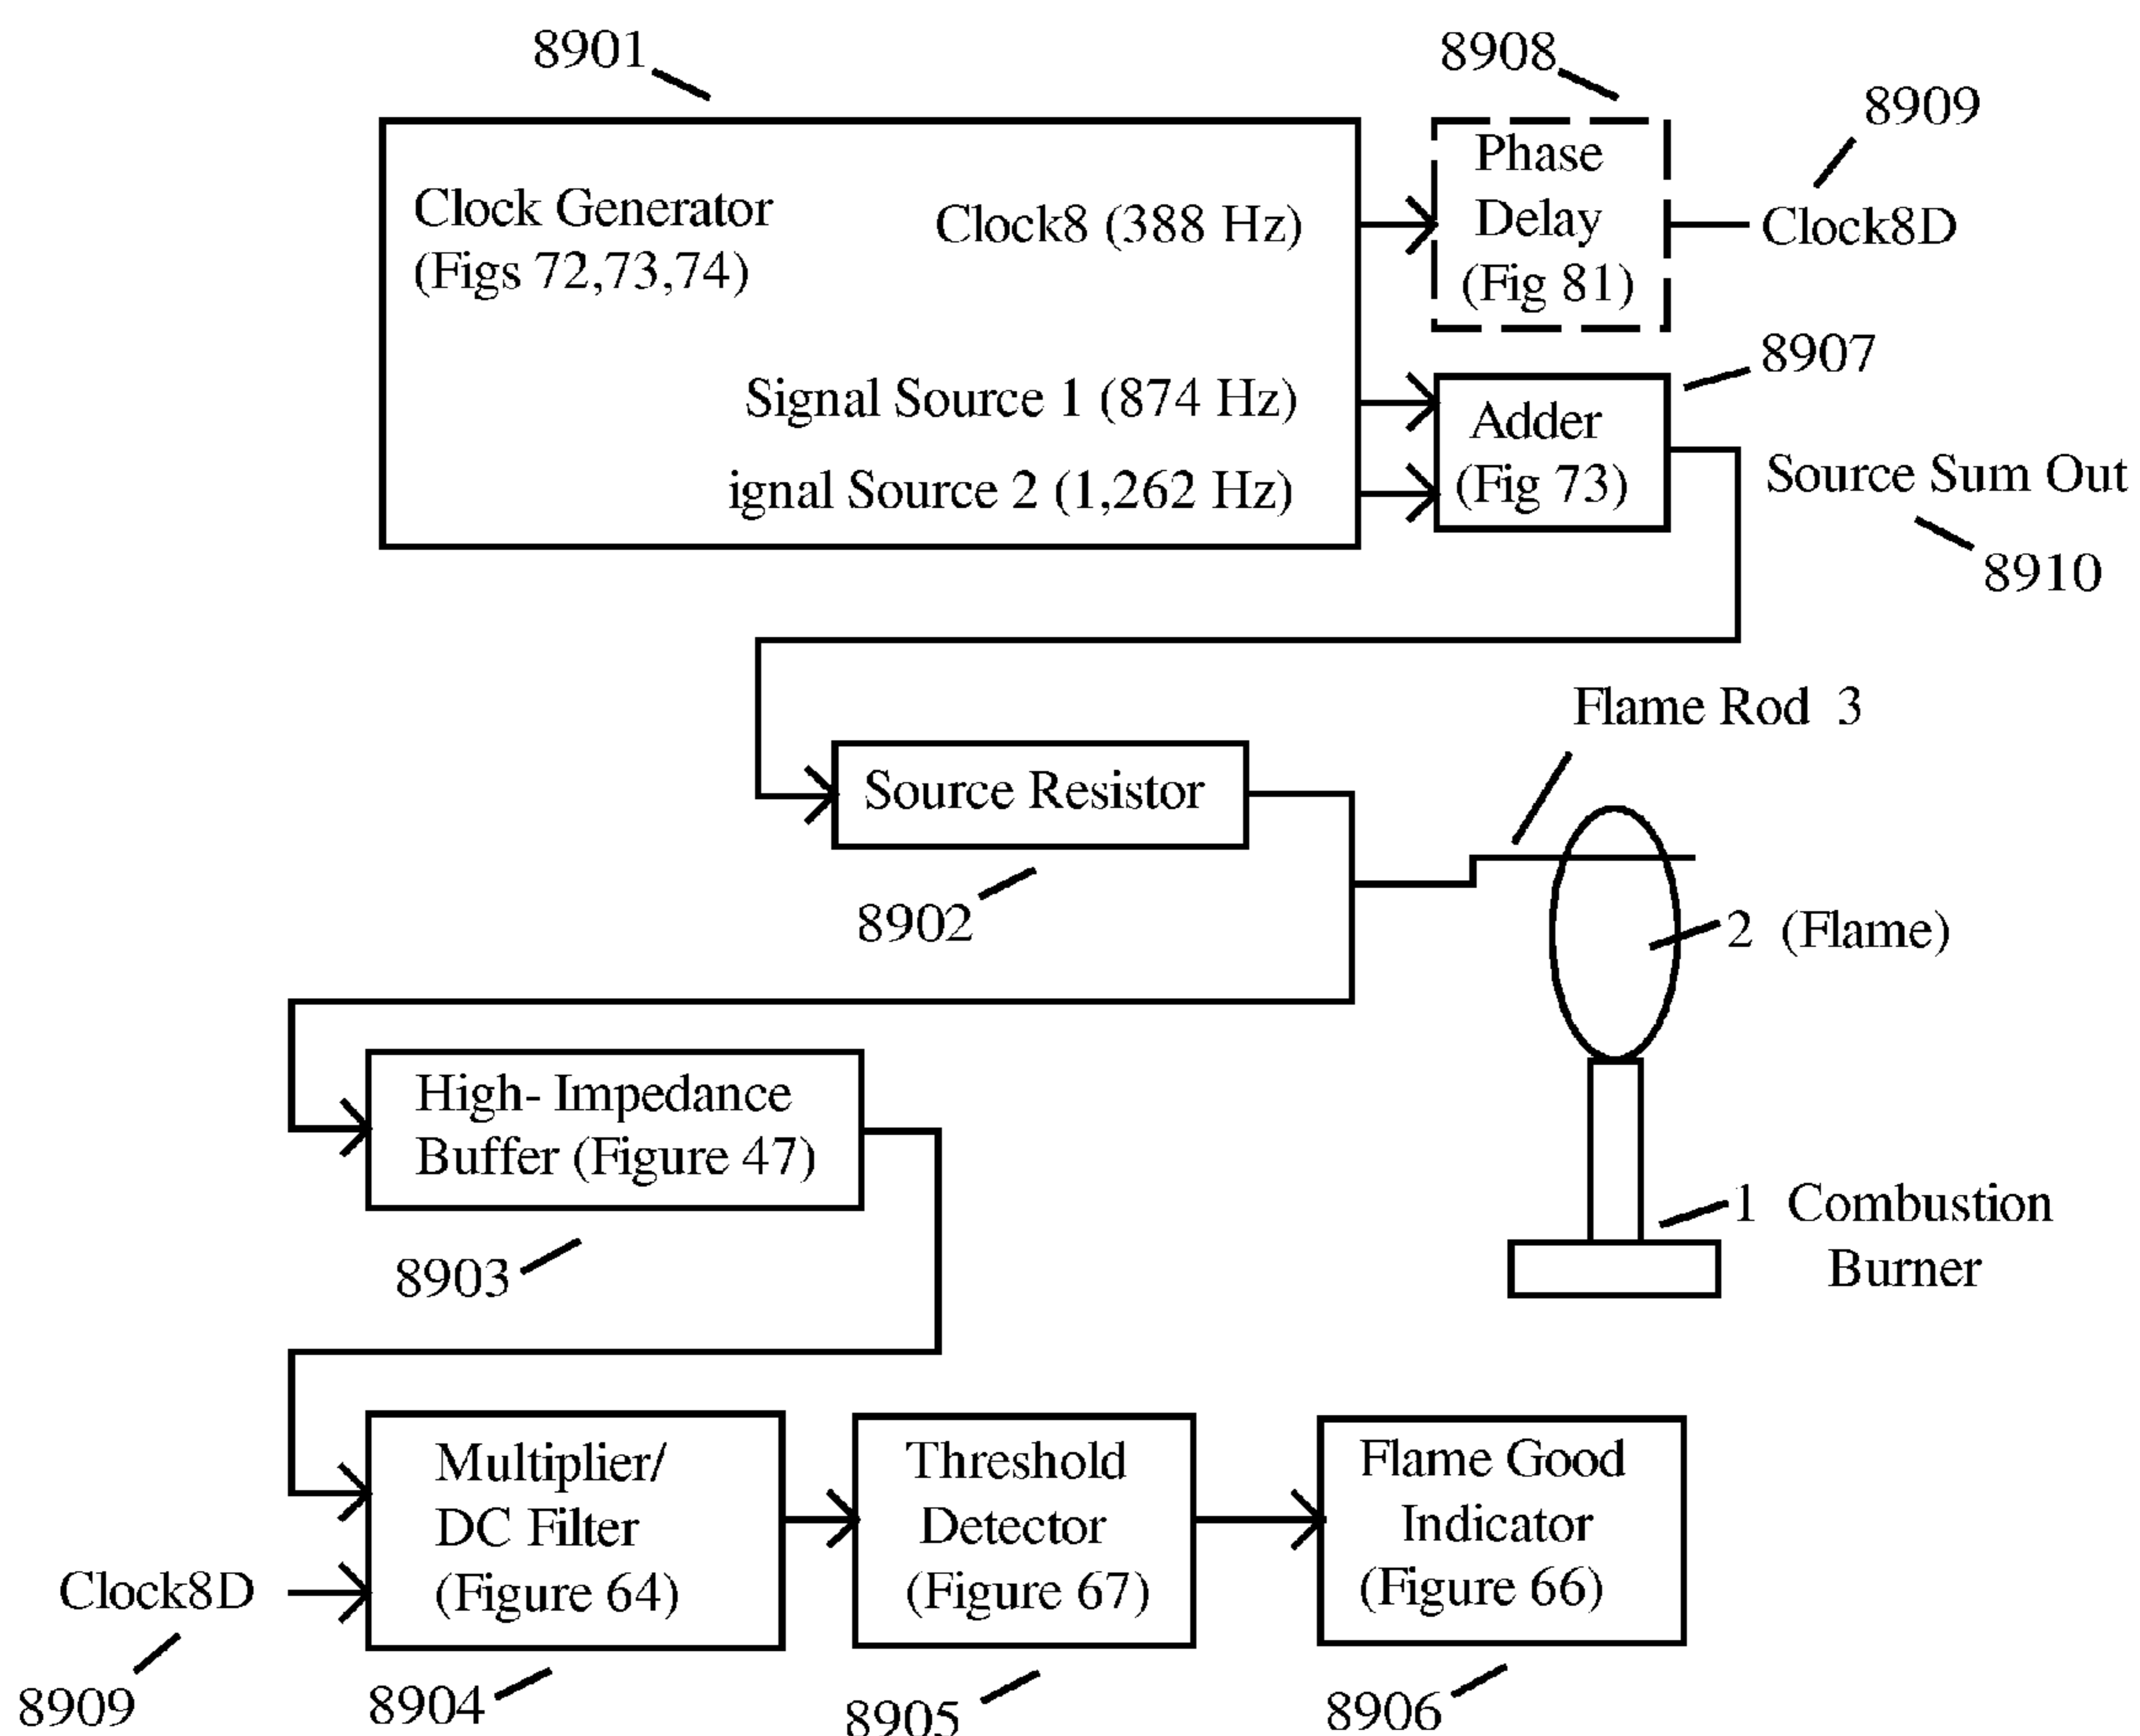 8901
8908
8909
Clock Generator
(Figs 72,73,74)
Clock8 (388 Hz)
Phase
Delay
(Fig 81)
Clock8D
8907
Signal Source 1 (874 Hz)
ignal Source 2 (1,262 Hz)
Adder
(Fig 73)
Source Sum Out
8910
Flame Rod 3
Source Resistor
8902
2 (Flame)
High- Impedance
Buffer (Figure 47)
8903
1 Combustion
Burner
Multiplier/
DC Filter
(Figure 64)
Threshold
Detector
(Figure 67)
Flame Good
Indicator
(Figure 66)
Clock8D
8909
8904
8905
8906